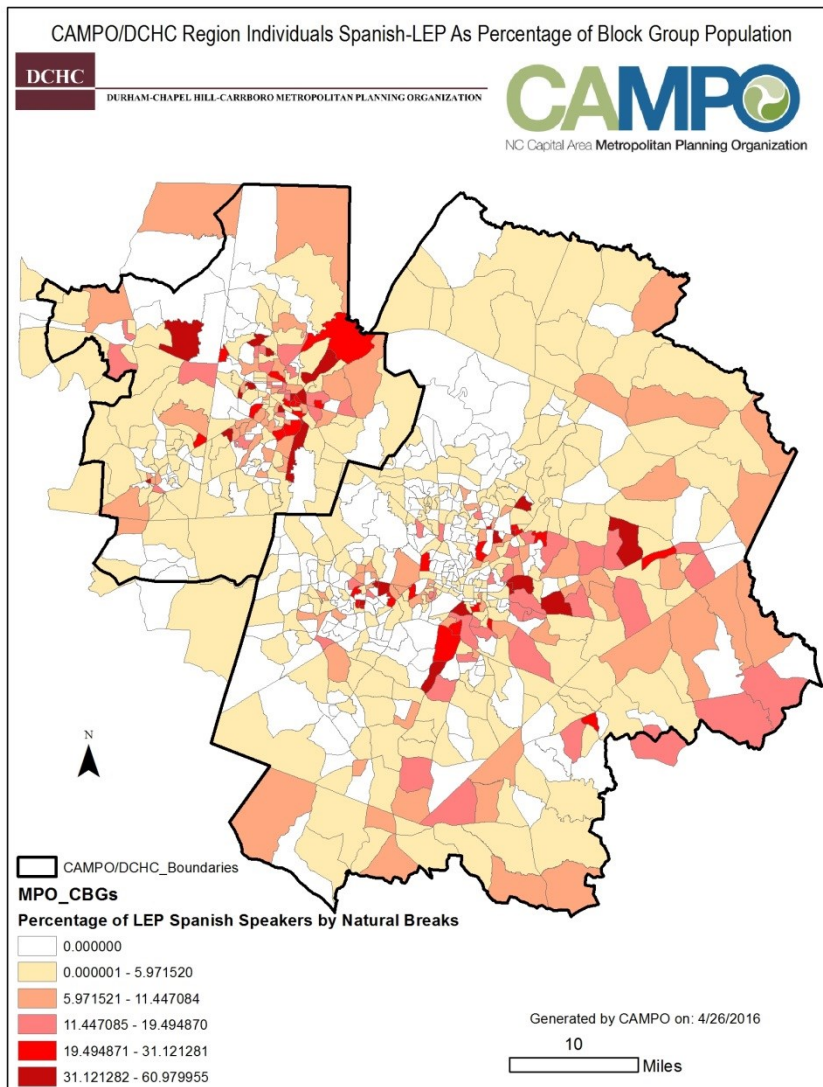 CAMPO/DCHC Region Individuals Spanish-LEP As Percentage of Block Group Population
DCHC
DURHAM-CHAPEL HILL-CARRBORO METROPOLITAN PLANNING ORGANIZATION
CAMPO
NC Capital Area Metropolitan Planning Organization
N
CAMPO/DCHC_Boundaries
MPO_CBGs
Percentage of LEP Spanish Speakers by Natural Breaks
0.000000
0.000001 - 5.971520
5.971521 - 11.447084
11.447085 - 19.494870
19.494871 - 31.121281
31.121282 - 60.979955
Generated by CAMPO on: 4/26/2016
10
Miles